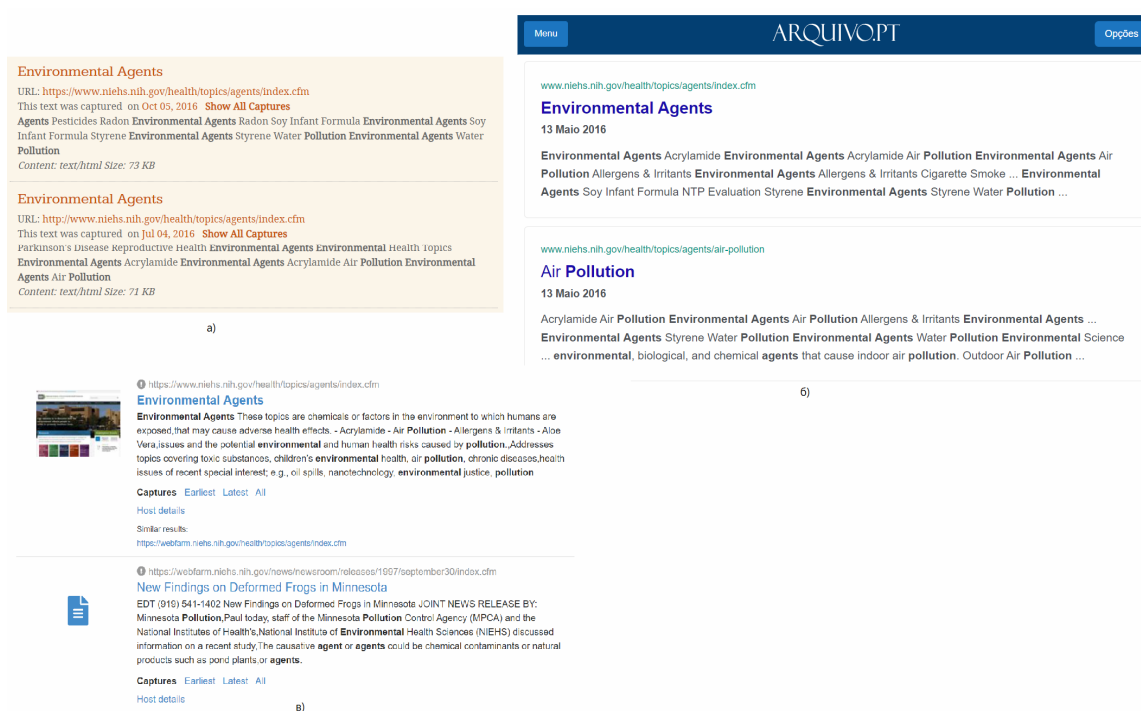 Environmental Agents
URL: https://www.niehs.nih.gov/health/topics/agents/index.cfm
This text was captured on Oct 05, 2016 Show All Captures
Agents Pesticides Radon Environmental Agents Radon Soy Infant Formula Environmental Agents Soy
Infant Formula Styrene Environmental Agents Styrene Water Pollution Environmental Agents Water
Pollution
Content: text/html Size: 73 KB
Environmental Agents
URL: http://www.niehs.nih.gov/health/topics/agents/index.cfm
This text was captured on Jul 04, 2016 Show All Captures
Parkinson's Disease Reproductive Health Environmental Agents Environmental Health Topics
Environmental Agents Acrylamide Environmental Agents Acrylamide Air Pollution Environmental
Agents Air Pollution
Content: text/html Size: 71 KB
а)
Menu
ARQUIVO.PT
Opções
www.niehs.nih.gov/health/topics/agents/index.cfm
Environmental Agents
13 Maio 2016
Environmental Agents Acrylamide Environmental Agents Acrylamide Air Pollution Environmental Agents Air
Pollution Allergens & Irritants Environmental Agents Allergens & Irritants Cigarette Smoke ... Environmental
Agents Soy Infant Formula NTP Evaluation Styrene Environmental Agents Styrene Water Pollution ...
www.niehs.nih.gov/health/topics/agents/air-pollution
Air Pollution
13 Maio 2016
Acrylamide Air Pollution Environmental Agents Air Pollution Allergens & Irritants Environmental Agents ...
Environmental Agents Styrene Water Pollution Environmental Agents Water Pollution Environmental Science
... environmental, biological, and chemical agents that cause indoor air pollution. Outdoor Air Pollution ...
б)
https://www.niehs.nih.gov/health/topics/agents/index.cfm
Environmental Agents
Environmental Agents These topics are chemicals or factors in the environment to which humans are
exposed,that may cause adverse health effects. - Acrylamide - Air Pollution - Allergens & Irritants - Aloe
Vera,issues and the potential environmental and human health risks caused by pollution.,Addresses
topics covering toxic substances, children's environmental health, air pollution, chronic diseases,health
issues of recent special interest; e.g., oil spills, nanotechnology, environmental justice, pollution
Captures Earliest Latest All
Host details
Similar results:
https://webfarm.niehs.nih.gov/health/topics/agents/index.cfm
https://webfarm.niehs.nih.gov/news/newsroom/releases/1997/september30/index.cfm
New Findings on Deformed Frogs in Minnesota
EDT (919) 541-1402 New Findings on Deformed Frogs in Minnesota JOINT NEWS RELEASE BY:
Minnesota Pollution,Paul today, staff of the Minnesota Pollution Control Agency (MPCA) and the
National Institutes of Health's,National Institute of Environmental Health Sciences (NIEHS) discussed
information on a recent study,The causative agent or agents could be chemical contaminants or natural
products such as pond plants,or agents.
Captures Earliest Latest All
Host details
в)